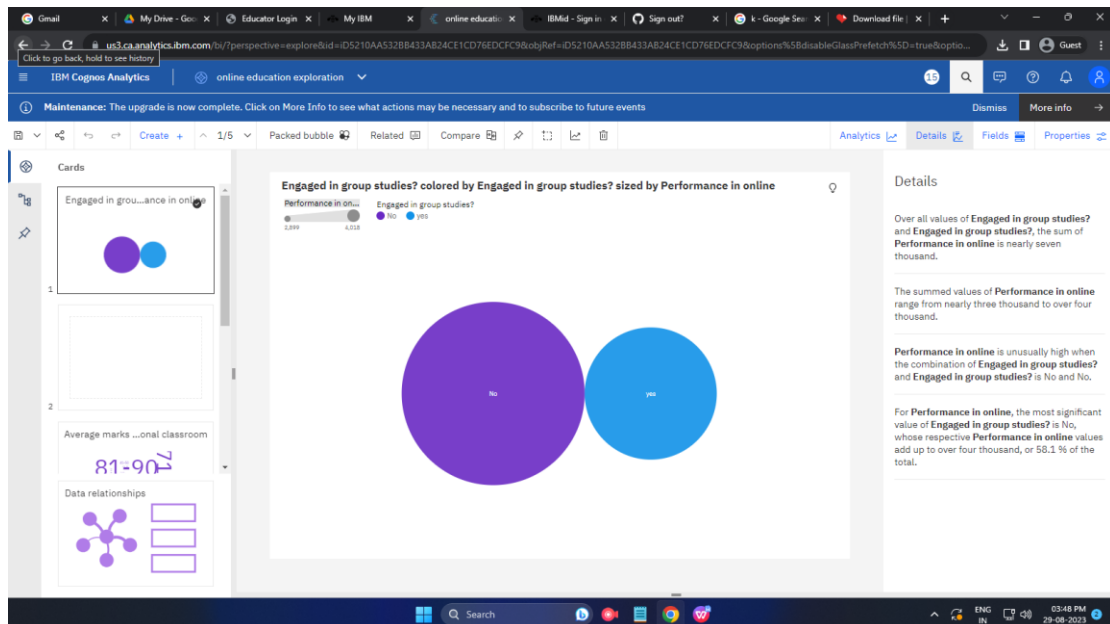 Gmail
My Drive - Goo
Educator Login
My IBM
online educatio
IBMid - Sign in
Sign out?
k - Google Sear
Download file |
us3.ca.analytics.ibm.com/bi/?perspective=explore&id=iD5210AA532BB433AB24CE1CD76EDCFC9&objRef=iD5210AA532BB433AB24CE1CD76EDCFC9&options%5BdisableGlassPrefetch%5D=true&optio...
Guest
Click to go back, hold to see history
IBM Cognos Analytics
online education exploration
15
Maintenance: The upgrade is now complete. Click on More Info to see what actions may be necessary and to subscribe to future events
Dismiss
More info
Create +
1/5
Packed bubble
Related
Compare
Analytics
Details
Fields
Properties
Cards
Engaged in grou...ance in online
1
2
Average marks ...onal classroom
81-90
Data relationships
Engaged in group studies? colored by Engaged in group studies? sized by Performance in online
Performance in on...
2,899
4,018
Engaged in group studies?
No
yes
No
yes
Details
Over all values of Engaged in group studies?
and Engaged in group studies?, the sum of
Performance in online is nearly seven
thousand.
The summed values of Performance in online
range from nearly three thousand to over four
thousand.
Performance in online is unusually high when
the combination of Engaged in group studies?
and Engaged in group studies? is No and No.
For Performance in online, the most significant
value of Engaged in group studies? is No,
whose respective Performance in online values
add up to over four thousand, or 58.1 % of the
total.
Search
ENG
IN
03:48 PM
29-08-2023